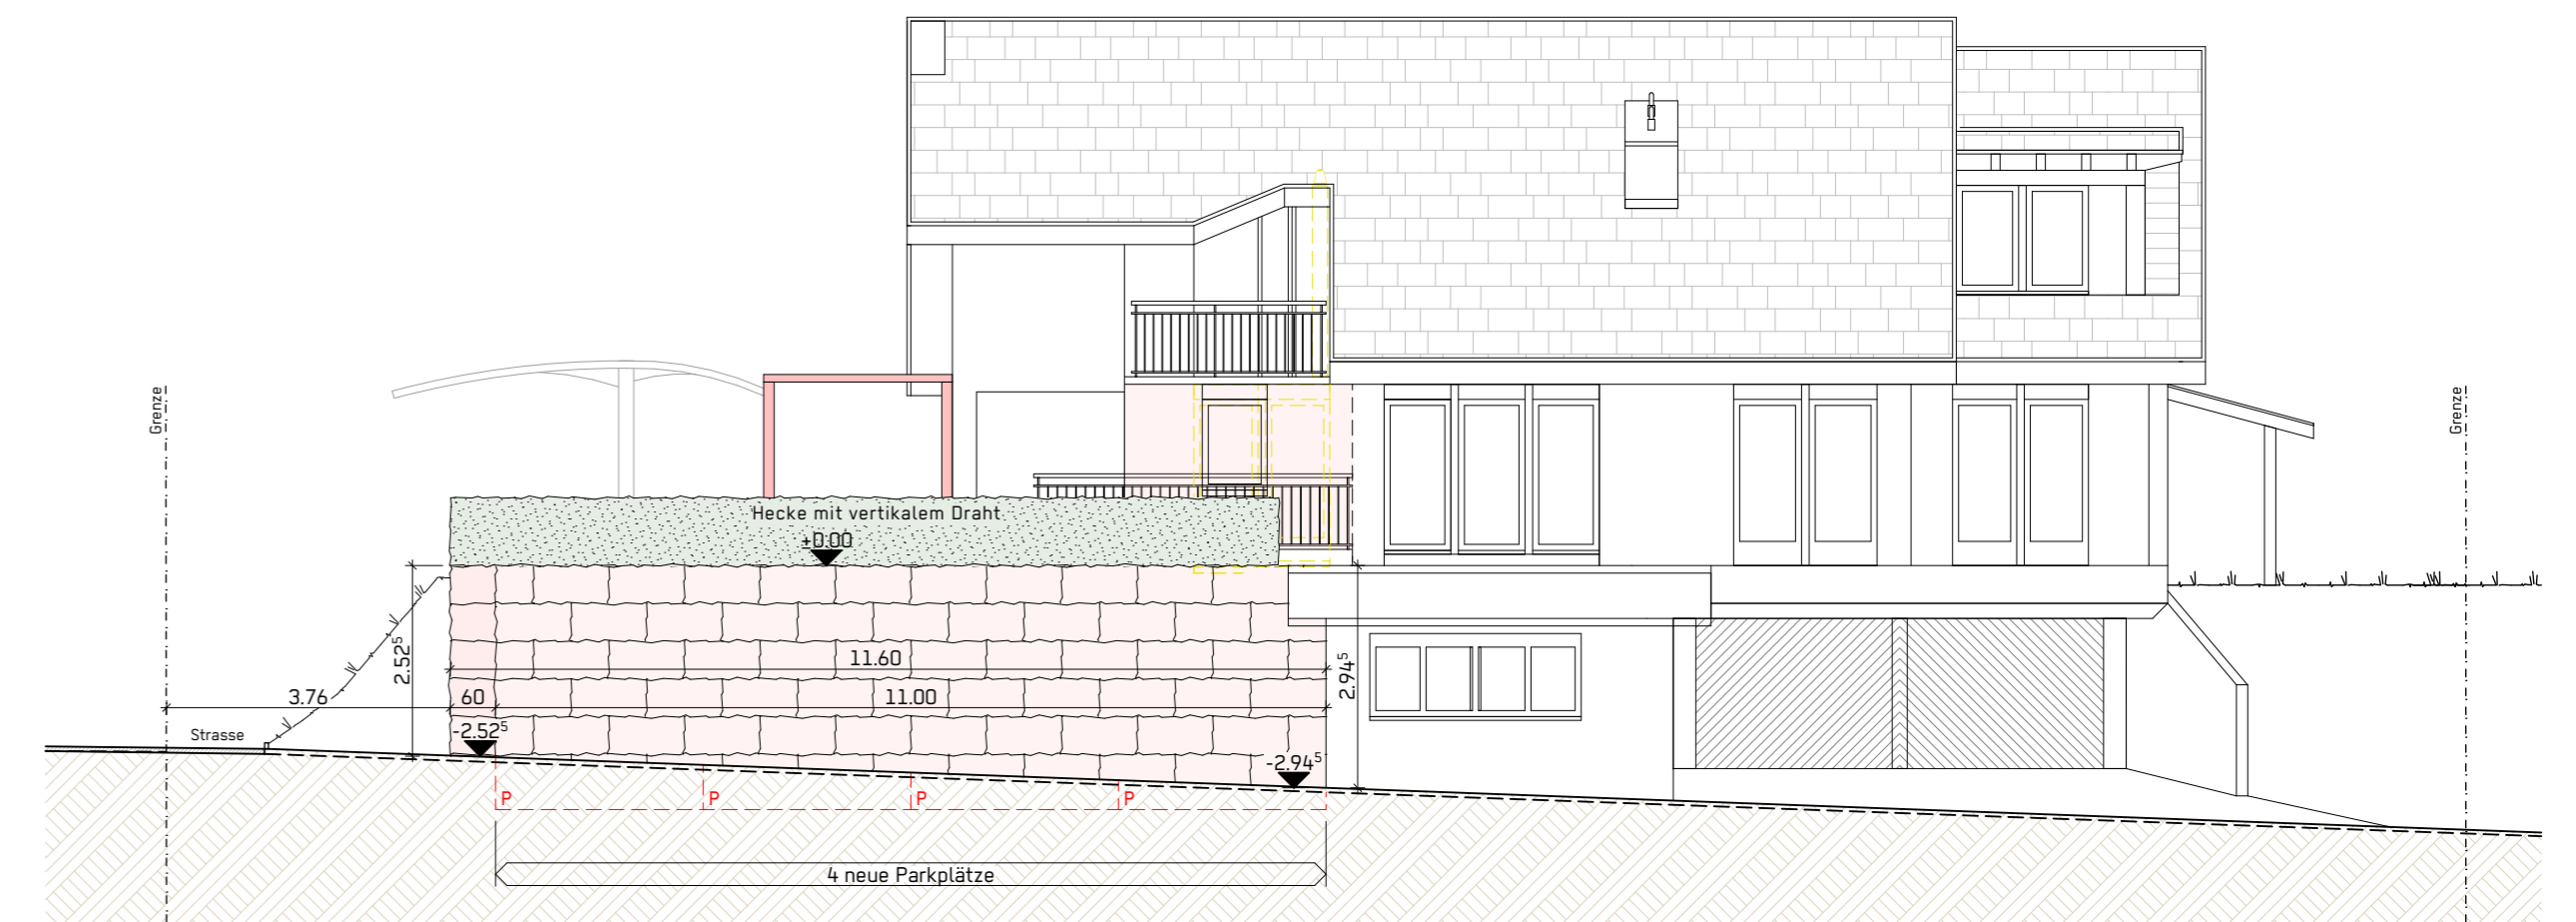 Grenze
Grenze
Hecke mit vertikalem Draht
±0.00
2.52⁵
11.60
2.94⁵
3.76
60
11.00
Strasse
-2.52⁵
-2.94⁵
P
P
P
P
4 neue Parkplätze